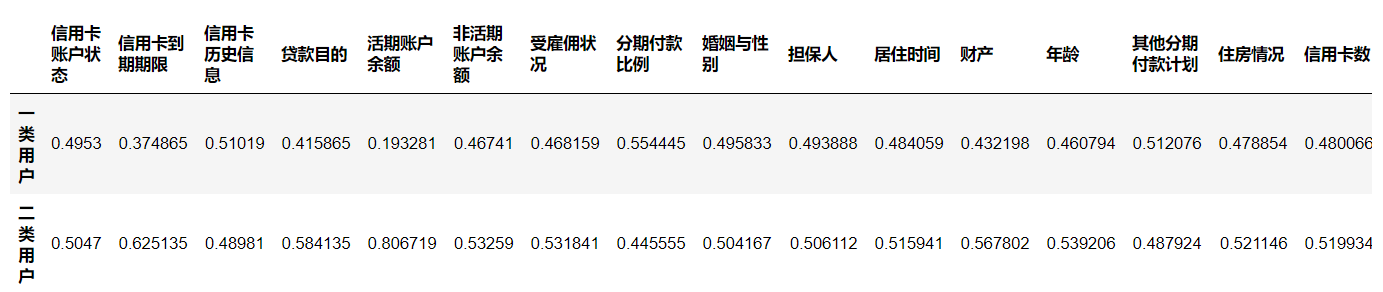 信用卡账户状态 信用卡到期期限 信用卡历史信息 贷款目的 活期账户余额 非活期账户余额 受雇佣状况 分期付款比例 婚姻与性别 担保人 居住时间 财产 年龄 其他分期付款计划 住房情况 信用卡数
一类用户 0.4953 0.374865 0.51019 0.415865 0.193281 0.46741 0.468159 0.554445 0.495833 0.493888 0.484059 0.432198 0.460794 0.512076 0.478854 0.480066
二类用户 0.5047 0.625135 0.48981 0.584135 0.806719 0.53259 0.531841 0.445555 0.504167 0.506112 0.515941 0.567802 0.539206 0.487924 0.521146 0.519934